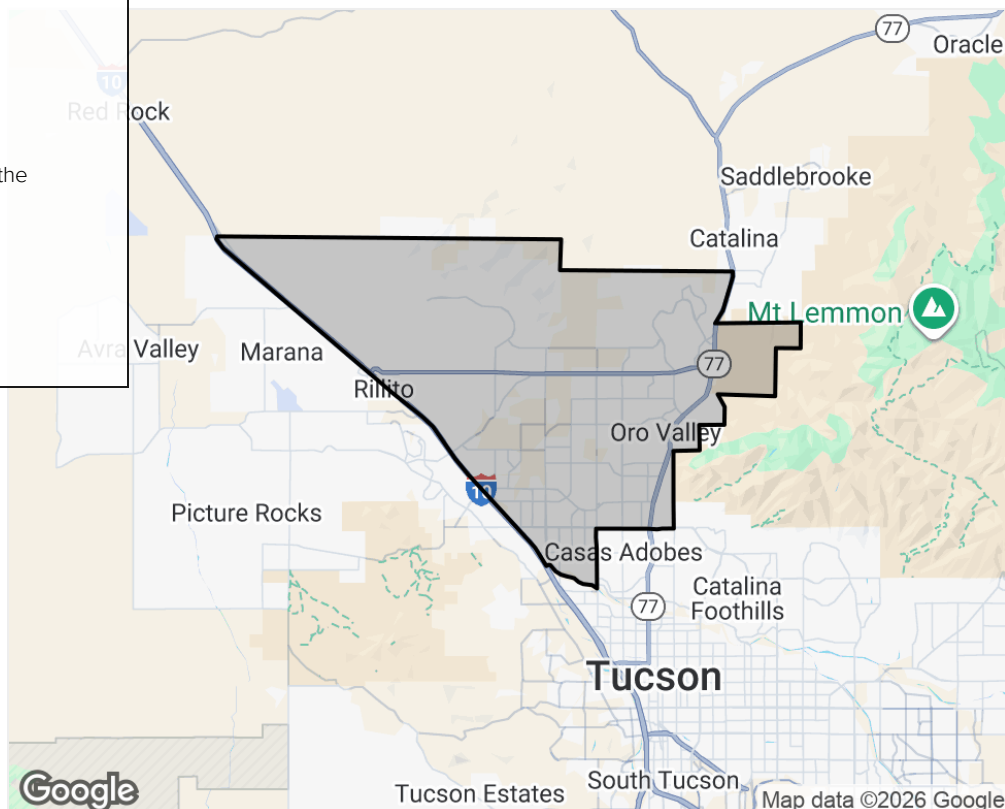 77
Oracle
10
Red Rock
the
Saddlebrooke
Catalina
Mt Lemmon
Avra Valley
Marana
77
Rillito
Oro Valley
10
Picture Rocks
Casas Adobes
Catalina
Foothills
77
Tucson
South Tucson
Tucson Estates
Google
Map data ©2026 Google